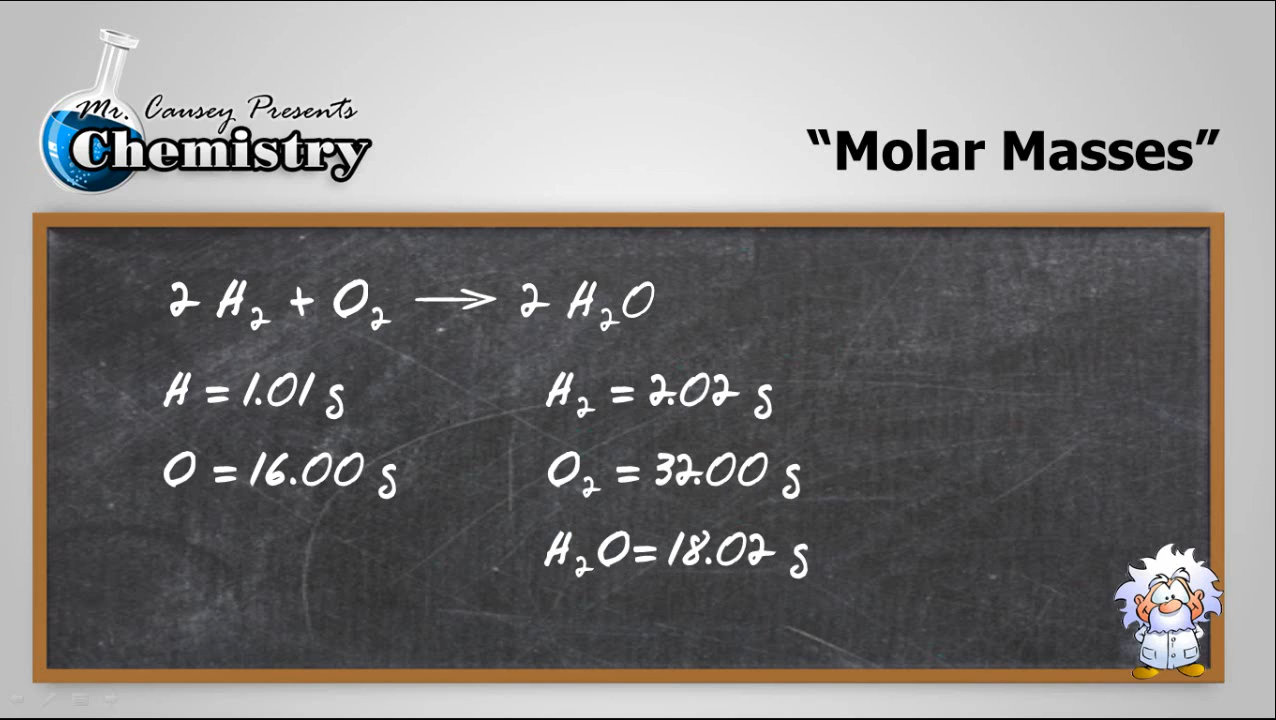 Mr. Causey Presents
Chemistry
“Molar Masses”
2 H₂ + O₂ → 2 H₂O
H = 1.01 g
H₂ = 2.02 g
O = 16.00 g
O₂ = 32.00 g
H₂O = 18.02 g